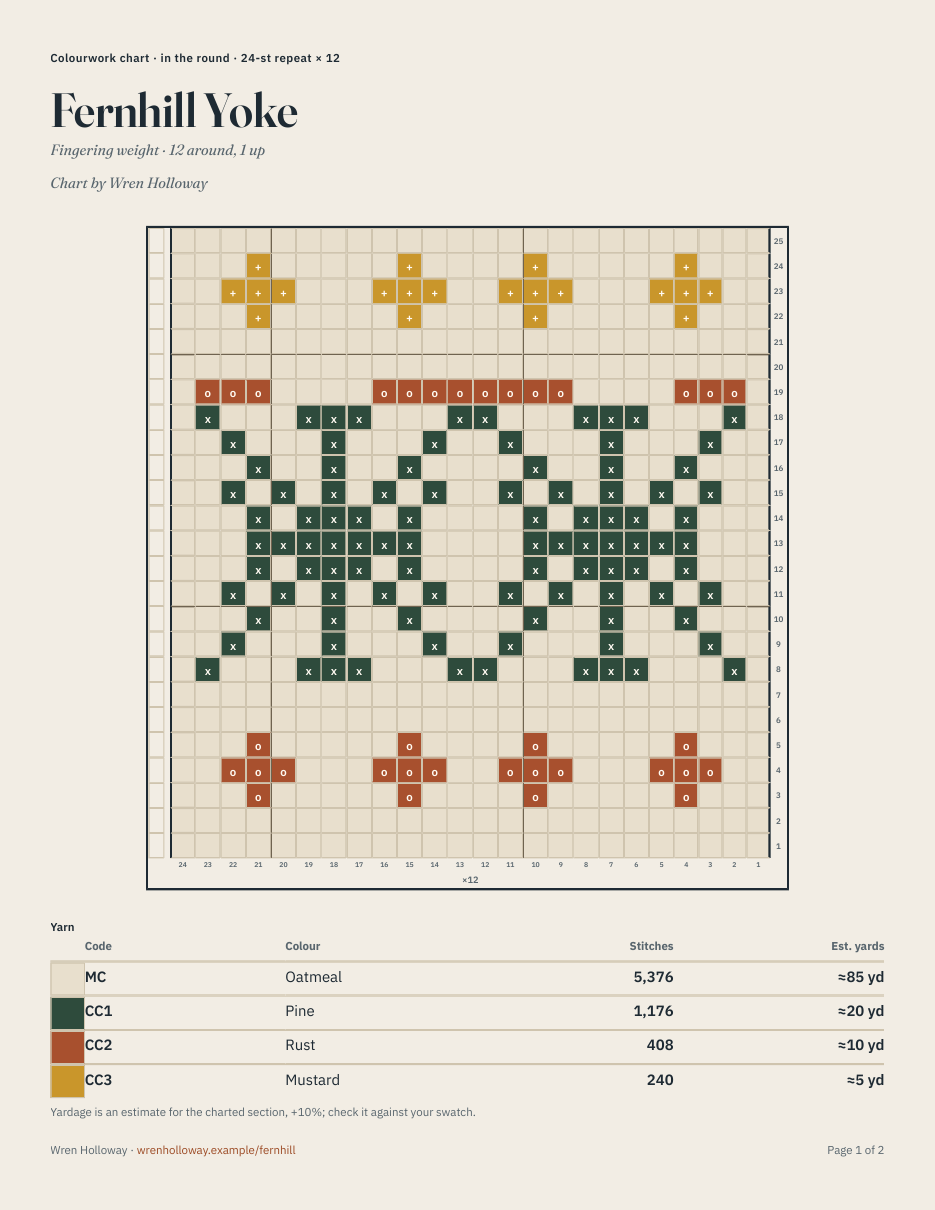 Colourwork chart · in the round · 24-st repeat × 12
Fernhill Yoke
Fingering weight · 12 around, 1 up
Chart by Wren Holloway
25
+ + + + 24
+ + + + + + + + + + + + 23
+ + + + 22
21
20
o o o o o o o o o o o o o o 19
x x x x x x x x x x 18
x x x x x x 17
x x x x x x 16
x x x x x x x x x x x x x x 15
x x x x x x x x x x 14
x x x x x x x x x x x x x x 13
x x x x x x x x x x 12
x x x x x x x x x x x x x x 11
x x x x x x 10
x x x x x x 9
x x x x x x x x x x 8
7
6
o o o o 5
o o o o o o o o o o o o 4
o o o o 3
2
1
24 23 22 21 20 19 18 17 16 15 14 13 12 11 10 9 8 7 6 5 4 3 2 1
×12
Yarn
Code Colour Stitches Est. yards
MC Oatmeal 5,376 ≈85 yd
CC1 Pine 1,176 ≈20 yd
CC2 Rust 408 ≈10 yd
CC3 Mustard 240 ≈5 yd
Yardage is an estimate for the charted section, +10%; check it against your swatch.
Wren Holloway · wrenholloway.example/fernhill Page 1 of 2